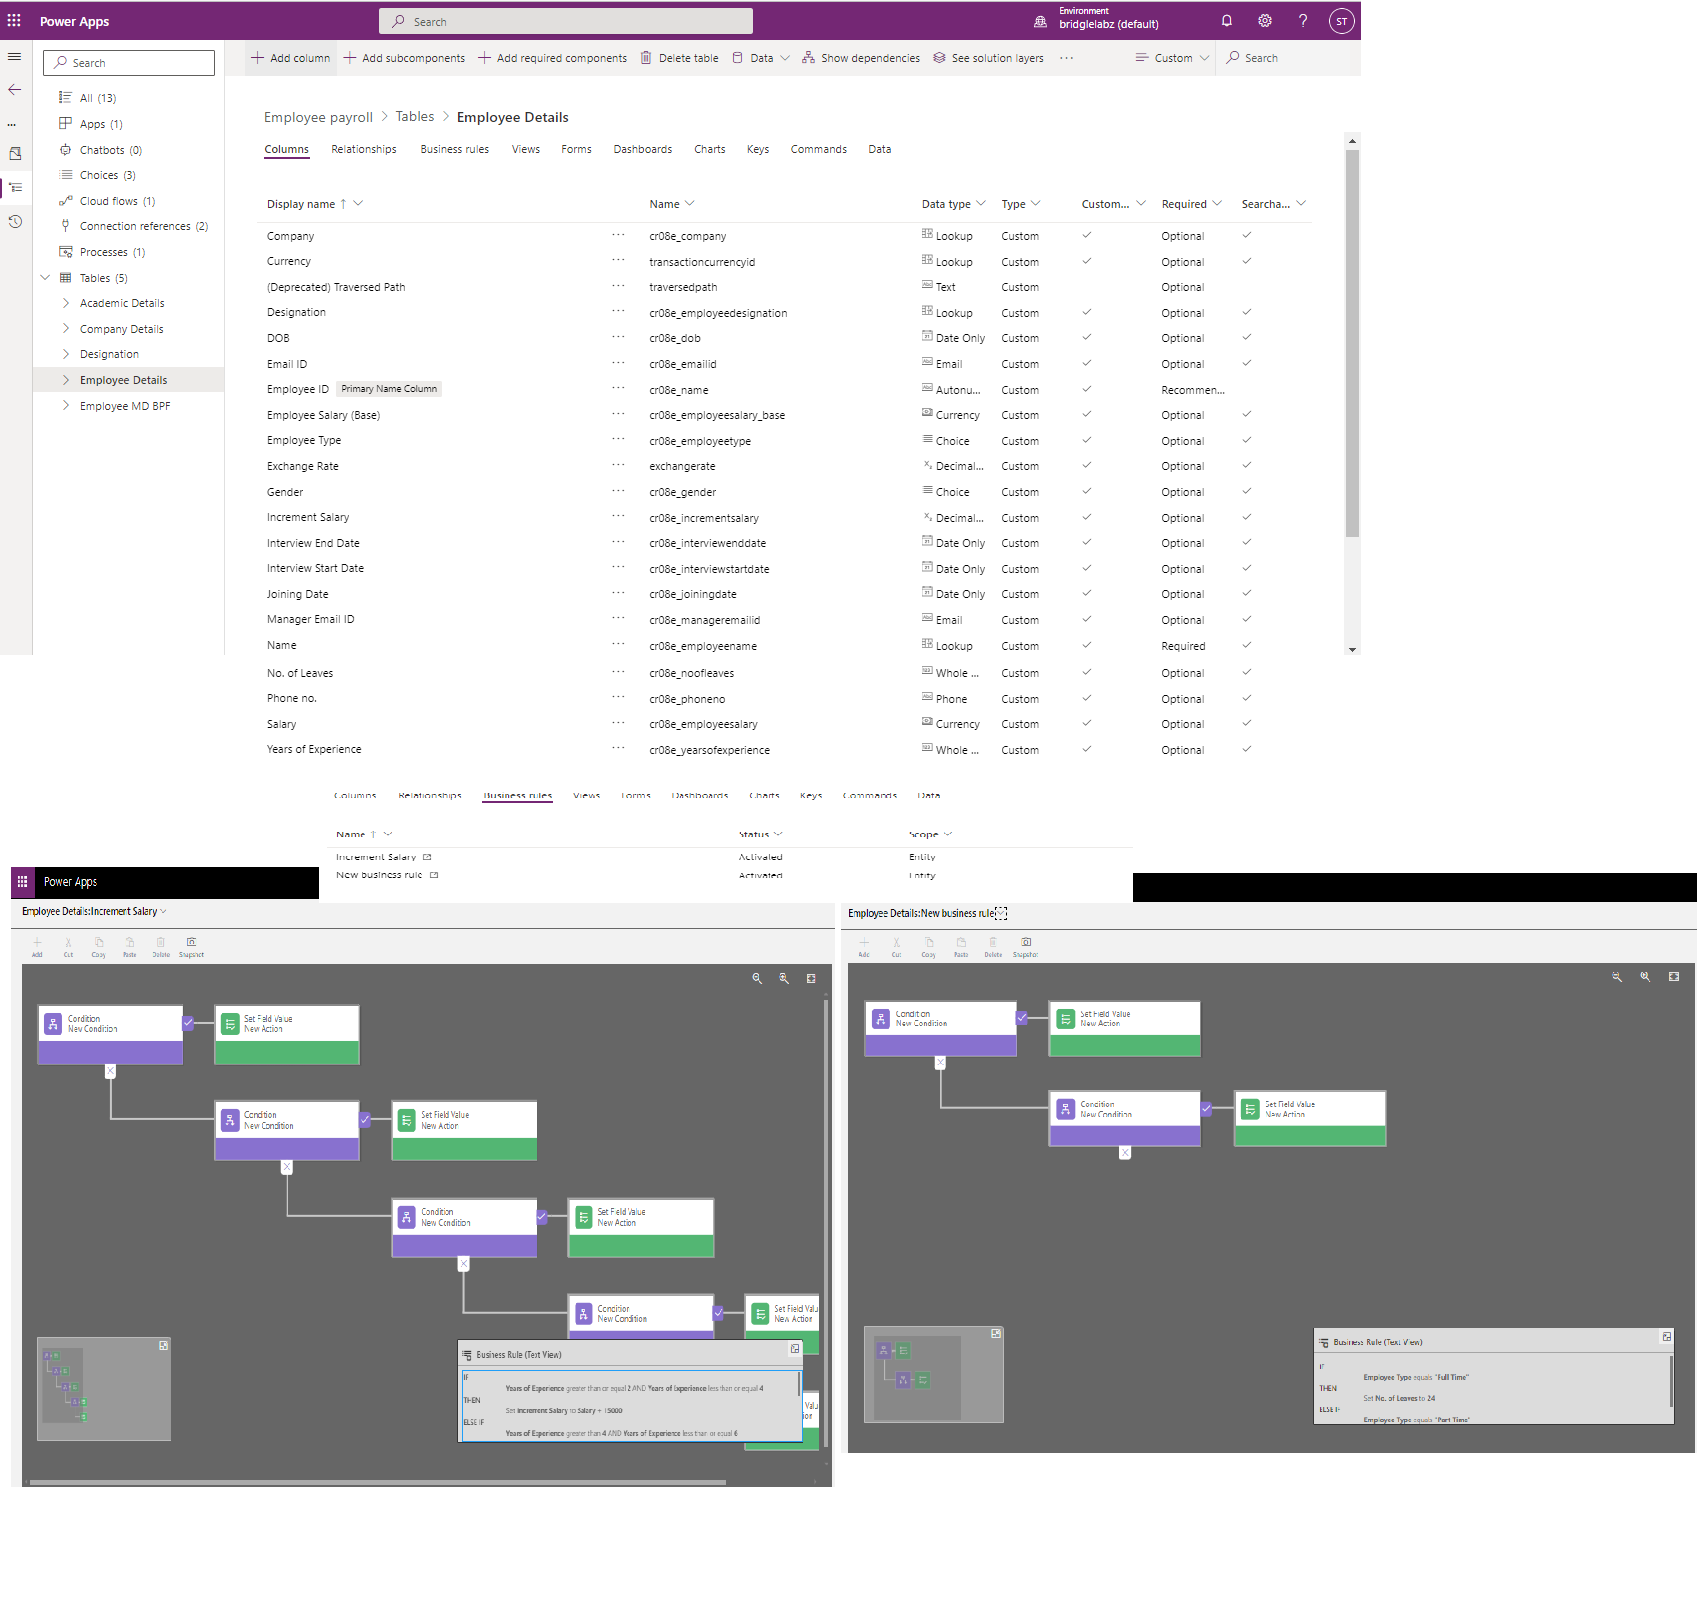 Power Apps
Search
Environment
bridglelabz (default)
ST
Search
Add column
Add subcomponents
Add required components
Delete table
Data
Show dependencies
See solution layers
Custom
Search
All (13)
Apps (1)
Chatbots (0)
Choices (3)
Cloud flows (1)
Connection references (2)
Processes (1)
Tables (5)
Academic Details
Company Details
Designation
Employee Details
Employee MD BPF
Employee payroll > Tables > Employee Details
Columns Relationships Business rules Views Forms Dashboards Charts Keys Commands Data
Display name ↑ Name Data type Type Custom... Required Searcha...
Company ... cr08e_company Lookup Custom Optional
Currency ... transactioncurrencyid Lookup Custom Optional
(Deprecated) Traversed Path ... traversedpath Text Custom Optional
Designation ... cr08e_employeedesignation Lookup Custom Optional
DOB ... cr08e_dob Date Only Custom Optional
Email ID ... cr08e_emailid Email Custom Optional
Employee ID Primary Name Column ... cr08e_name Autonu... Custom Recommen...
Employee Salary (Base) ... cr08e_employeesalary_base Currency Custom Optional
Employee Type ... cr08e_employeetype Choice Custom Optional
Exchange Rate ... exchangerate Decimal... Custom Optional
Gender ... cr08e_gender Choice Custom Optional
Increment Salary ... cr08e_incrementsalary Decimal... Custom Optional
Interview End Date ... cr08e_interviewenddate Date Only Custom Optional
Interview Start Date ... cr08e_interviewstartdate Date Only Custom Optional
Joining Date ... cr08e_joiningdate Date Only Custom Optional
Manager Email ID ... cr08e_manageremailid Email Custom Optional
Name ... cr08e_employeename Lookup Custom Required
No. of Leaves ... cr08e_noofleaves Whole ... Custom Optional
Phone no. ... cr08e_phoneno Phone Custom Optional
Salary ... cr08e_employeesalary Currency Custom Optional
Years of Experience ... cr08e_yearsofexperience Whole ... Custom Optional
Columns Relationships Business rules Views Forms Dashboards Charts Keys Commands Data
Name ↑ Status Scope
Increment Salary Activated Entity
New business rule Activated Entity
Power Apps
Employee Details:Increment Salary
Add Cut Copy Paste Delete Snapshot
Condition
New Condition
Set Field Value
New Action
Condition
New Condition
Set Field Value
New Action
Condition
New Condition
Set Field Value
New Action
Condition
New Condition
Set Field Valu
New Action
Business Rule (Text View)
IF
Years of Experience greater than or equal 2 AND Years of Experience less than or equal 4
THEN
Set Increment Salary to Salary + 15000
ELSE IF
Years of Experience greater than 4 AND Years of Experience less than or equal 6
Employee Details:New business rule
Add Cut Copy Paste Delete Snapshot
Condition
New Condition
Set Field Value
New Action
Condition
New Condition
Set Field Value
New Action
Business Rule (Text View)
IF
Employee Type equals "Full Time"
THEN
Set No. of Leaves to 24
ELSE IF
Employee Type equals "Part Time"